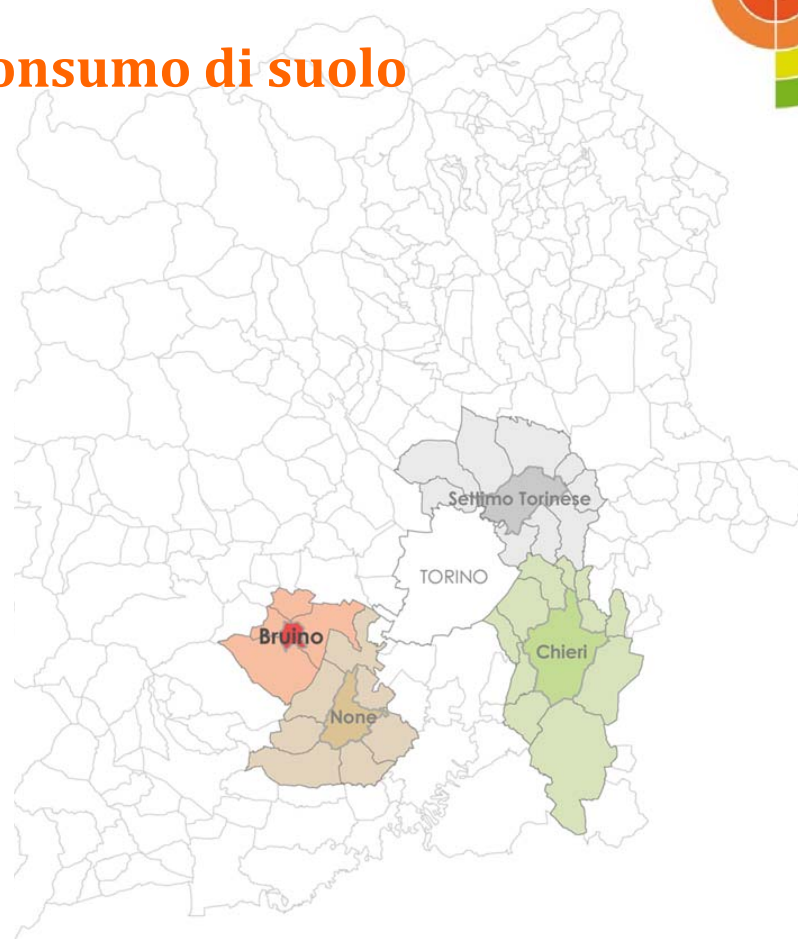 onsumo di suolo
Settimo Torinese
TORINO
Bruino
Chieri
None